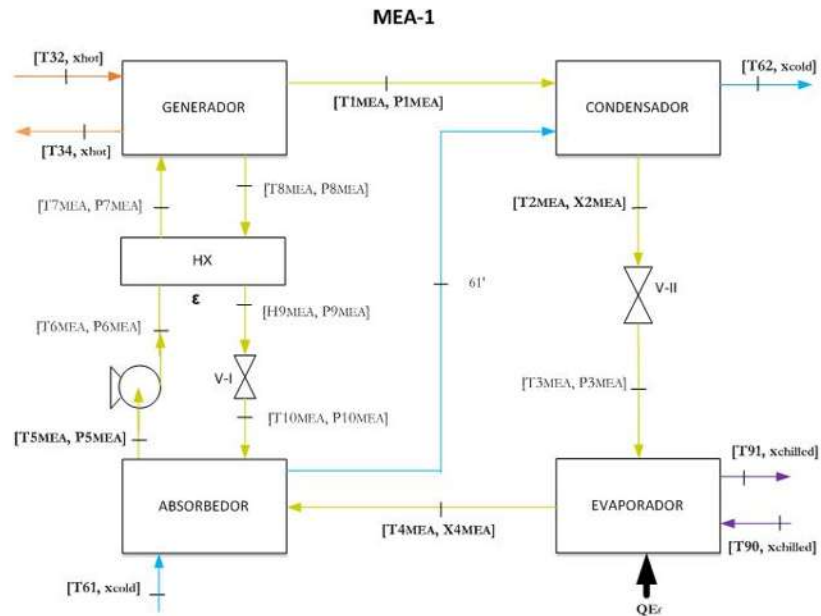 MEA-1
[T32, xhot]
[T62, xcold]
GENERADOR
[T1MEA, P1MEA]
CONDENSADOR
[T34, xhot]
[T7MEA, P7MEA]
[T8MEA, P8MEA]
[T2MEA, X2MEA]
HX
ε
61'
V-II
[T6MEA, P6MEA]
[H9MEA, P9MEA]
V-I
[T3MEA, P3MEA]
[T10MEA, P10MEA]
[T5MEA, P5MEA]
[T91, xchilled]
ABSORBEDOR
EVAPORADOR
[T4MEA, X4MEA]
[T90, xchilled]
[T61, xcold]
QEf